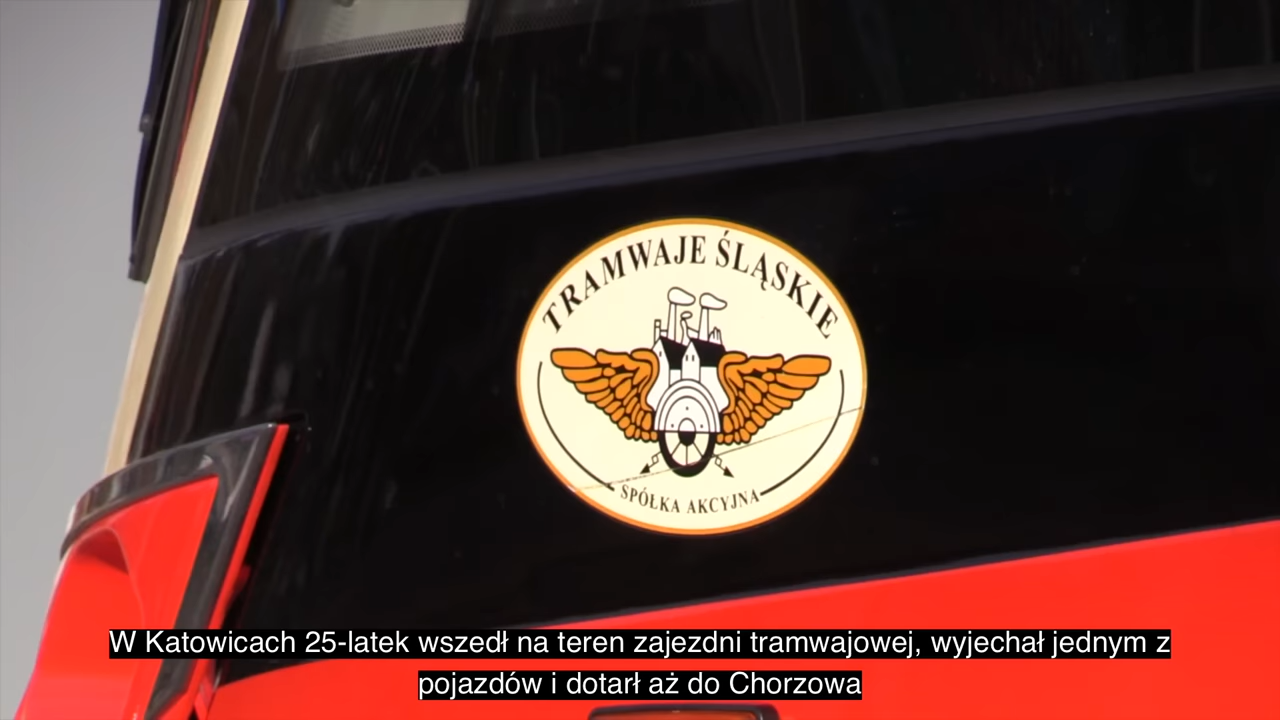 TRAMWAJE ŚLĄSKIE
SPÓŁKA AKCYJNA
W Katowicach 25-latek wszedł na teren zajezdni tramwajowej, wyjechał jednym z
pojazdów i dotarł aż do Chorzowa